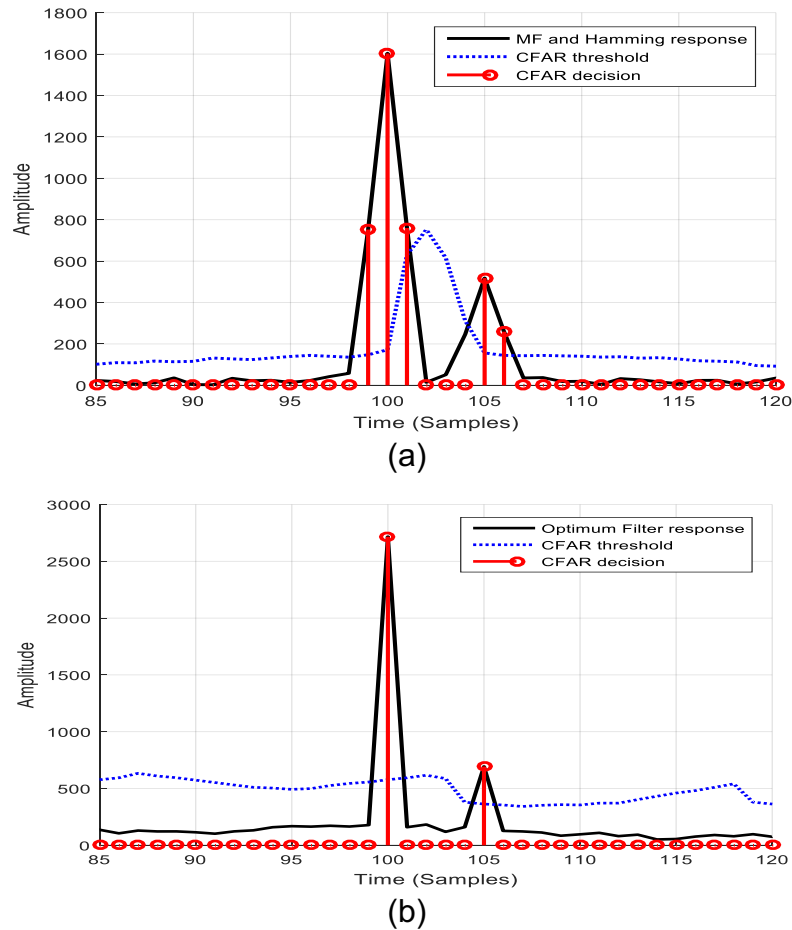 1800
1600
1400
1200
1000
800
600
400
200
0
Amplitude
MF and Hamming response
CFAR threshold
CFAR decision
85 90 95 100 105 110 115 120
Time (Samples)
(a)
3000
2500
2000
1500
1000
500
0
Amplitude
Optimum Filter response
CFAR threshold
CFAR decision
85 90 95 100 105 110 115 120
Time (Samples)
(b)